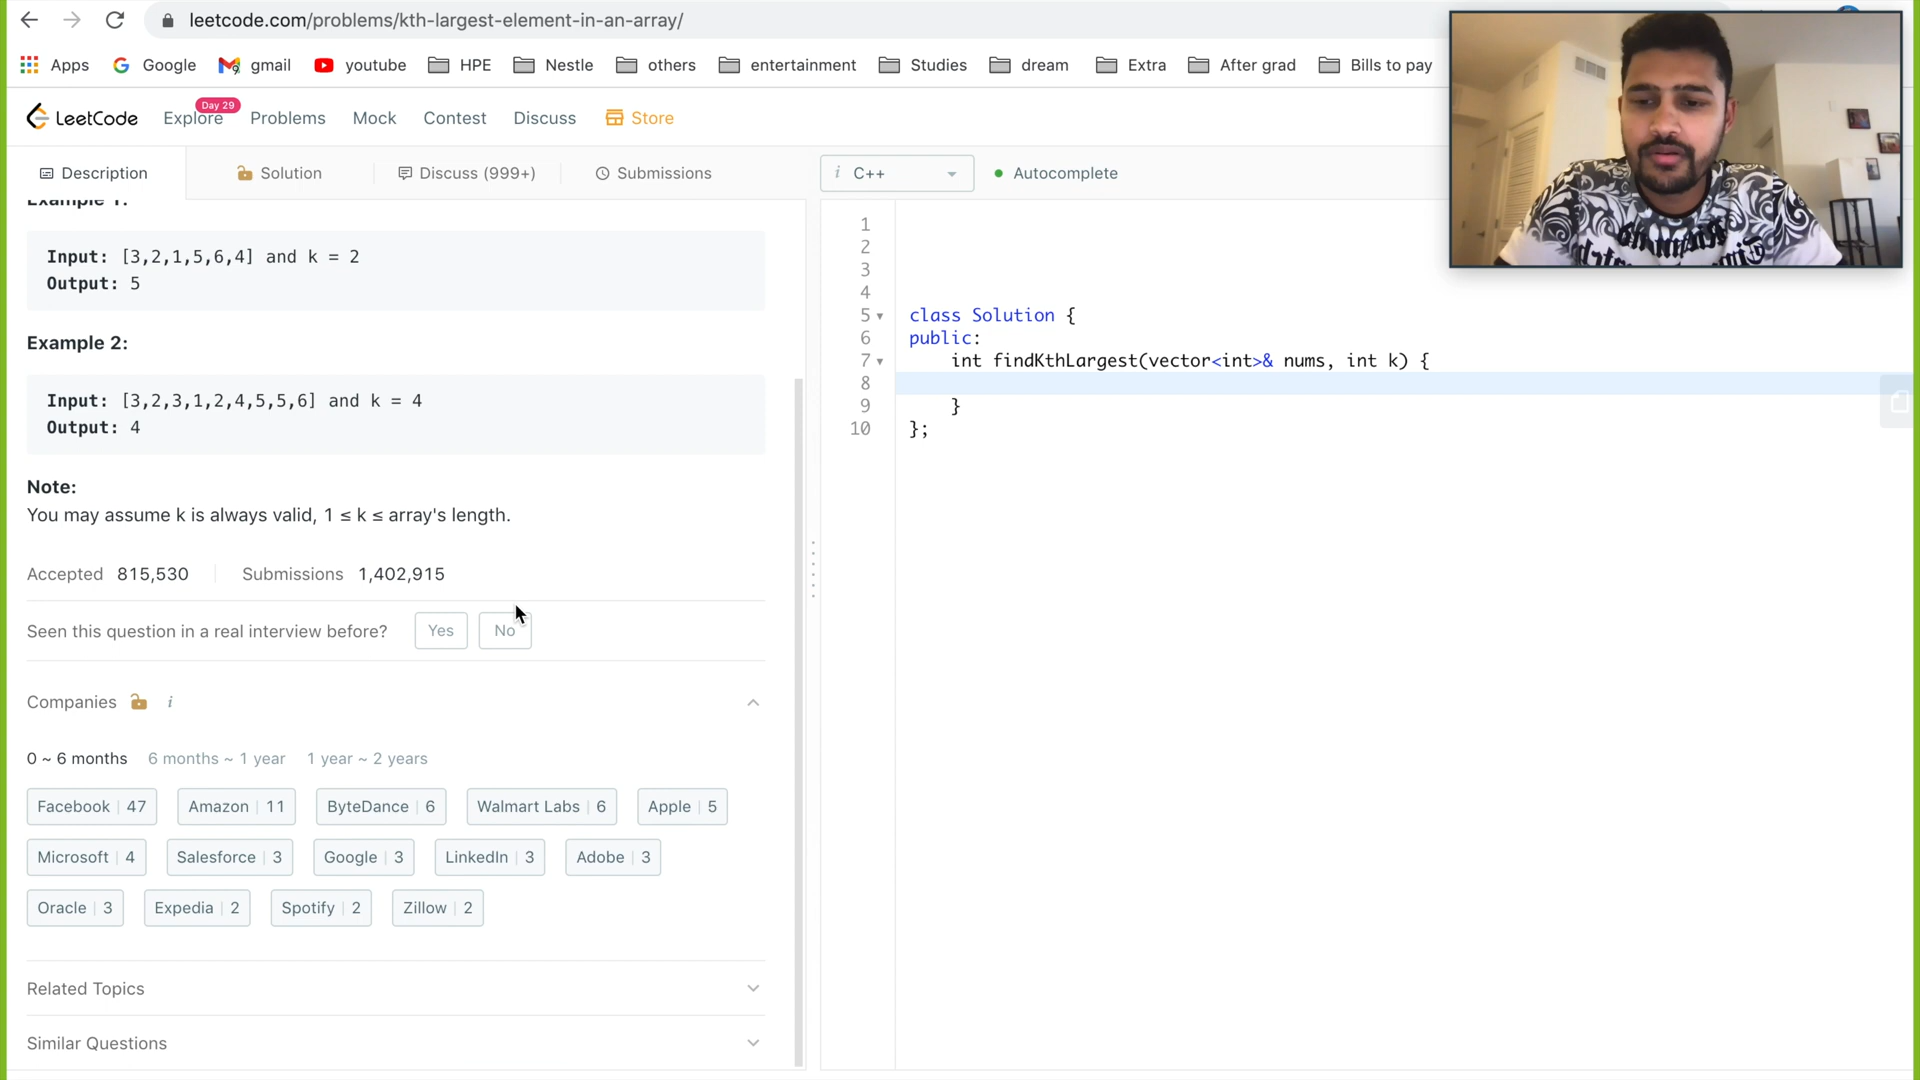 leetcode.com/problems/kth-largest-element-in-an-array/
Apps Google gmail youtube HPE Nestle others entertainment Studies dream Extra After grad Bills to pay
LeetCode Explore Day 29 Problems Mock Contest Discuss Store
Description Solution Discuss (999+) Submissions
i C++ Autocomplete
Example 1:
Input: [3,2,1,5,6,4] and k = 2
Output: 5
Example 2:
Input: [3,2,3,1,2,4,5,5,6] and k = 4
Output: 4
Note:
You may assume k is always valid, 1 ≤ k ≤ array's length.
Accepted 815,530 Submissions 1,402,915
Seen this question in a real interview before? Yes No
Companies i
0 ~ 6 months 6 months ~ 1 year 1 year ~ 2 years
Facebook | 47 Amazon | 11 ByteDance | 6 Walmart Labs | 6 Apple | 5
Microsoft | 4 Salesforce | 3 Google | 3 LinkedIn | 3 Adobe | 3
Oracle | 3 Expedia | 2 Spotify | 2 Zillow | 2
Related Topics
Similar Questions
1
2
3
4
5 class Solution {
6 public:
7 int findKthLargest(vector<int>& nums, int k) {
8
9 }
10 };